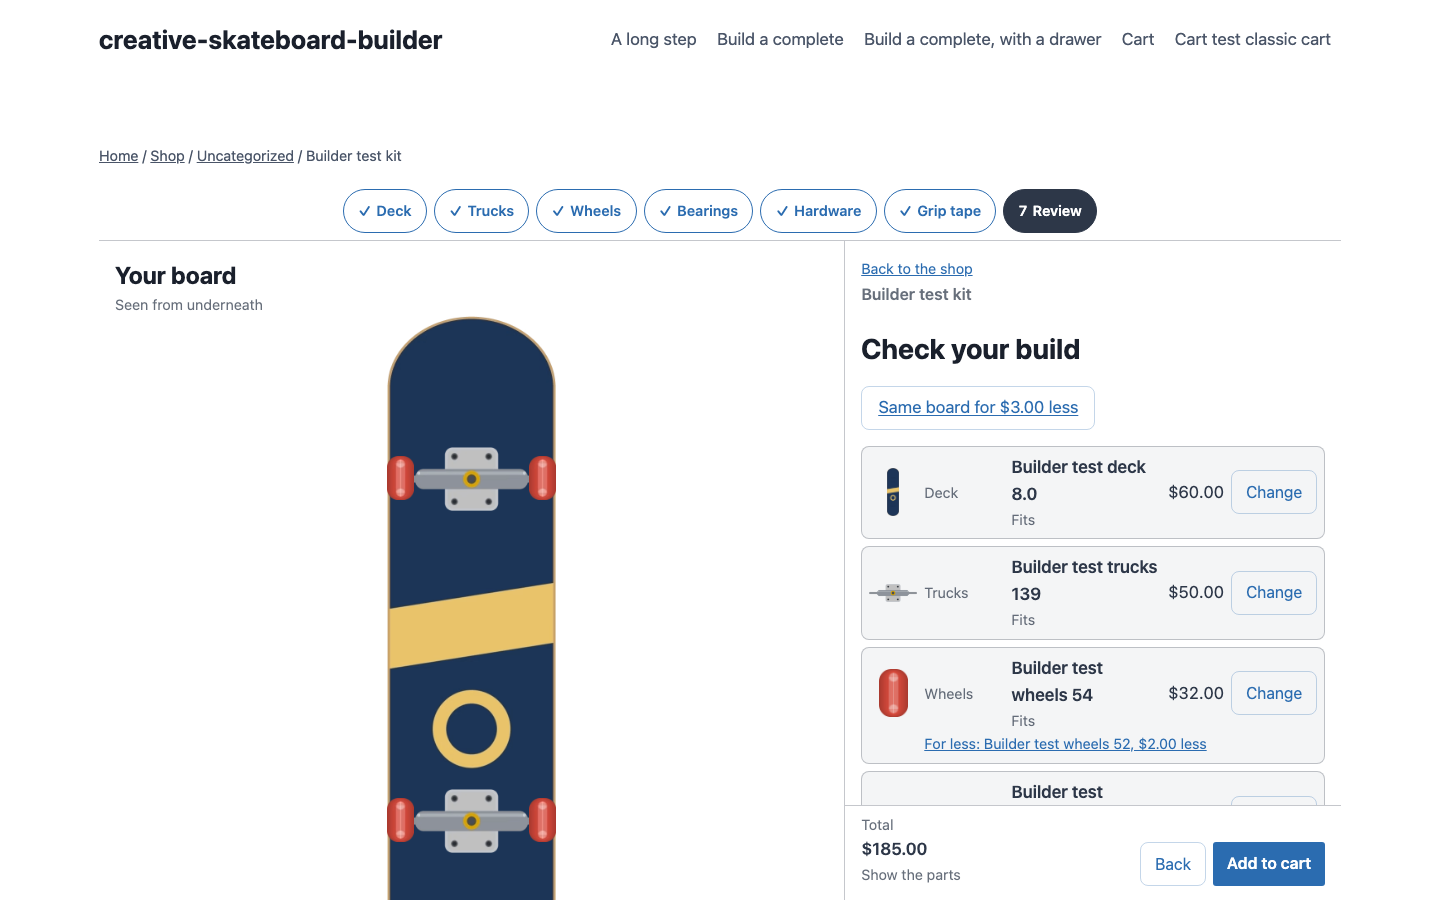 creative-skateboard-builder
A long step
Build a complete
Build a complete, with a drawer
Cart
Cart test classic cart
Home / Shop / Uncategorized / Builder test kit
✓ Deck
✓ Trucks
✓ Wheels
✓ Bearings
✓ Hardware
✓ Grip tape
7 Review
Your board
Seen from underneath
Back to the shop
Builder test kit
Check your build
Same board for $3.00 less
Deck
Builder test deck
8.0
Fits
$60.00
Change
Trucks
Builder test trucks
139
Fits
$50.00
Change
Wheels
Builder test
wheels 54
Fits
$32.00
Change
For less: Builder test wheels 52, $2.00 less
Builder test
Total
$185.00
Show the parts
Back
Add to cart